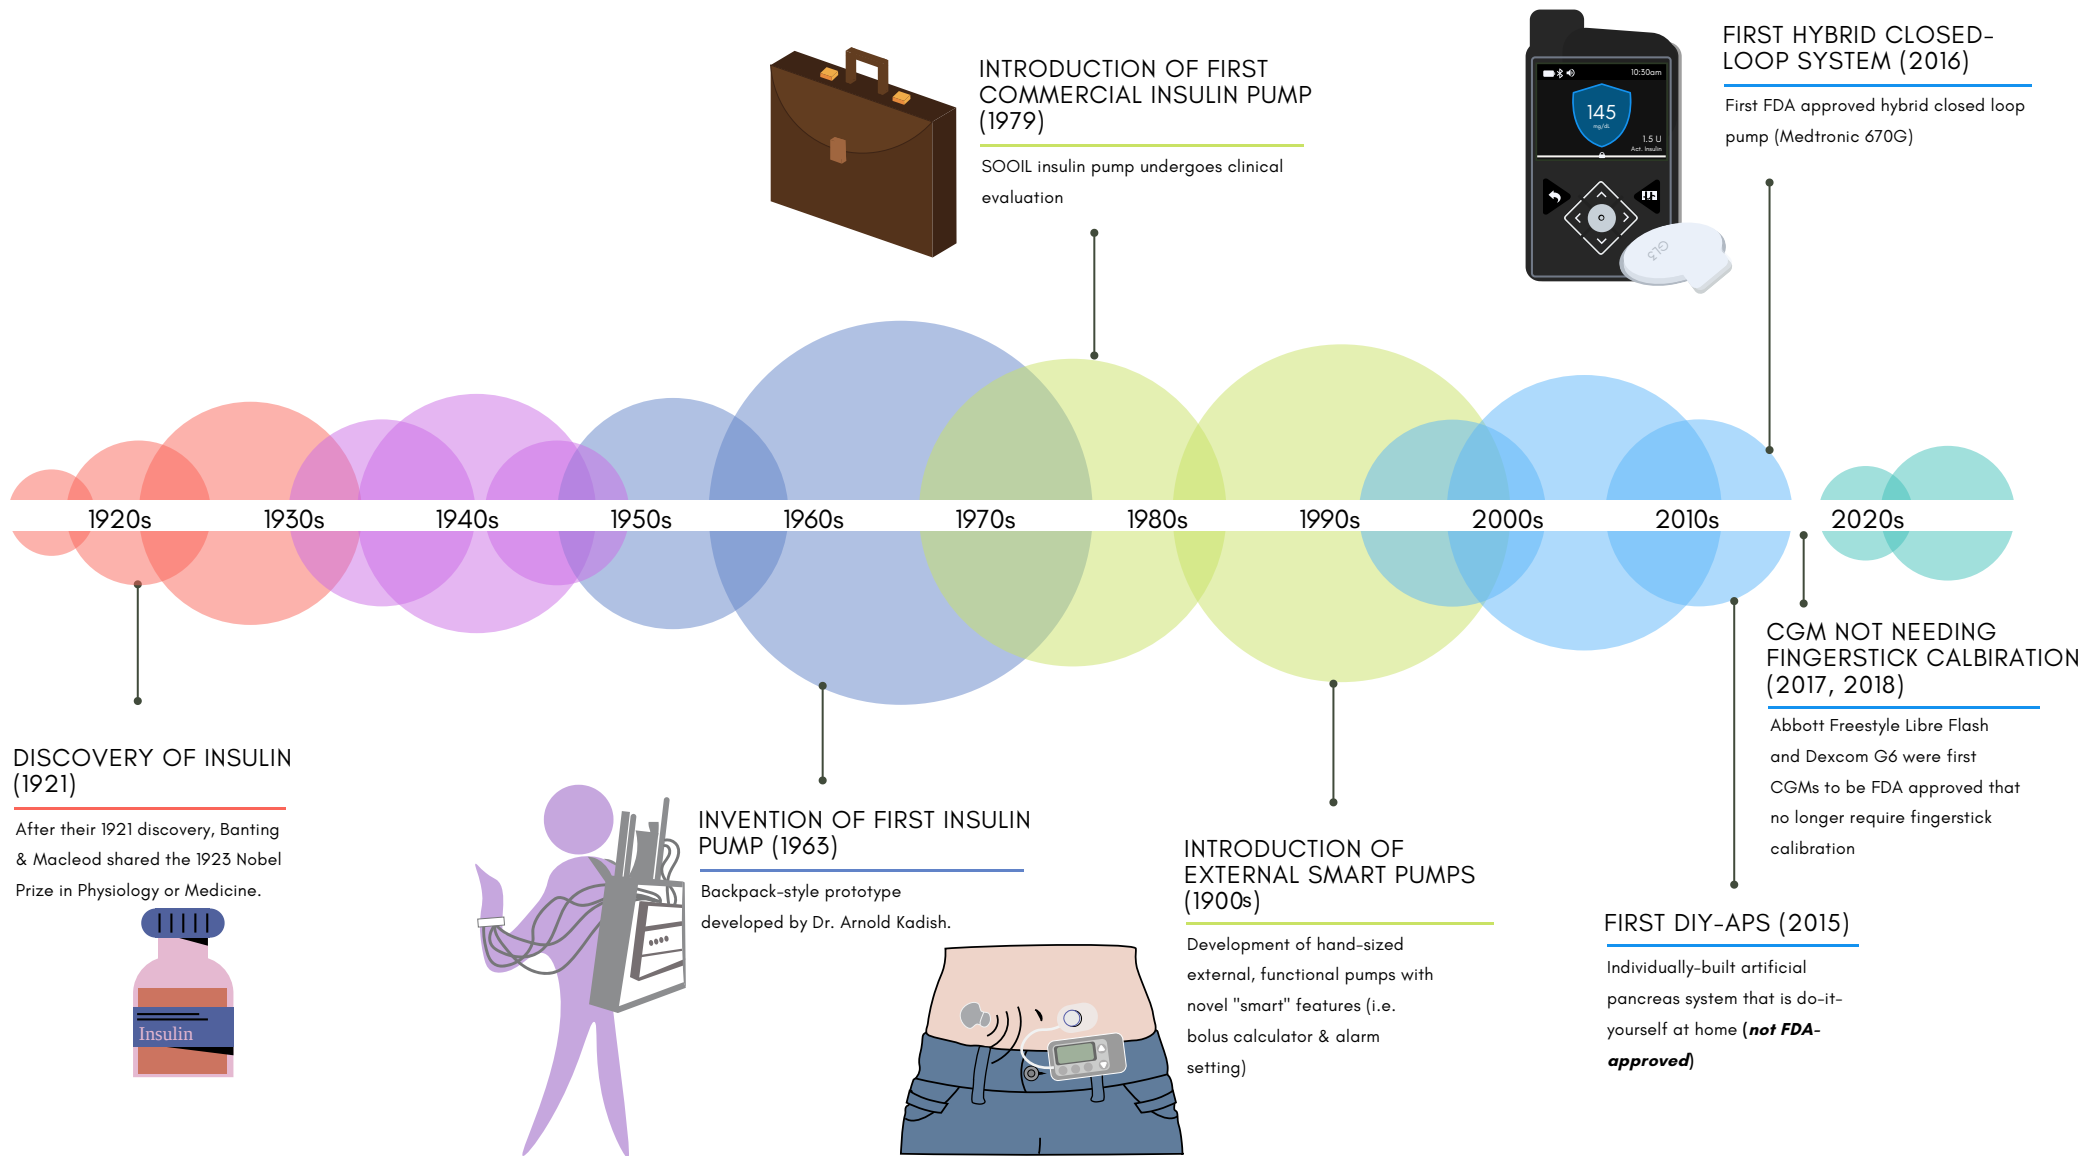 INTRODUCTION OF FIRST
COMMERCIAL INSULIN PUMP
(1979)
SOOIL insulin pump undergoes clinical
evaluation
10:30am
145
mg/dL
1.5 U
Act. Insulin
GL3
FIRST HYBRID CLOSED-
LOOP SYSTEM (2016)
First FDA approved hybrid closed loop
pump (Medtronic 670G)
1920s 1930s 1940s 1950s 1960s 1970s 1980s 1990s 2000s 2010s 2020s
DISCOVERY OF INSULIN
(1921)
After their 1921 discovery, Banting
& Macleod shared the 1923 Nobel
Prize in Physiology or Medicine.
Insulin
INVENTION OF FIRST INSULIN
PUMP (1963)
Backpack-style prototype
developed by Dr. Arnold Kadish.
INTRODUCTION OF
EXTERNAL SMART PUMPS
(1900s)
Development of hand-sized
external, functional pumps with
novel "smart" features (i.e.
bolus calculator & alarm
setting)
FIRST DIY-APS (2015)
Individually-built artificial
pancreas system that is do-it-
yourself at home (not FDA-
approved)
CGM NOT NEEDING
FINGERSTICK CALBIRATION
(2017, 2018)
Abbott Freestyle Libre Flash
and Dexcom G6 were first
CGMs to be FDA approved that
no longer require fingerstick
calibration